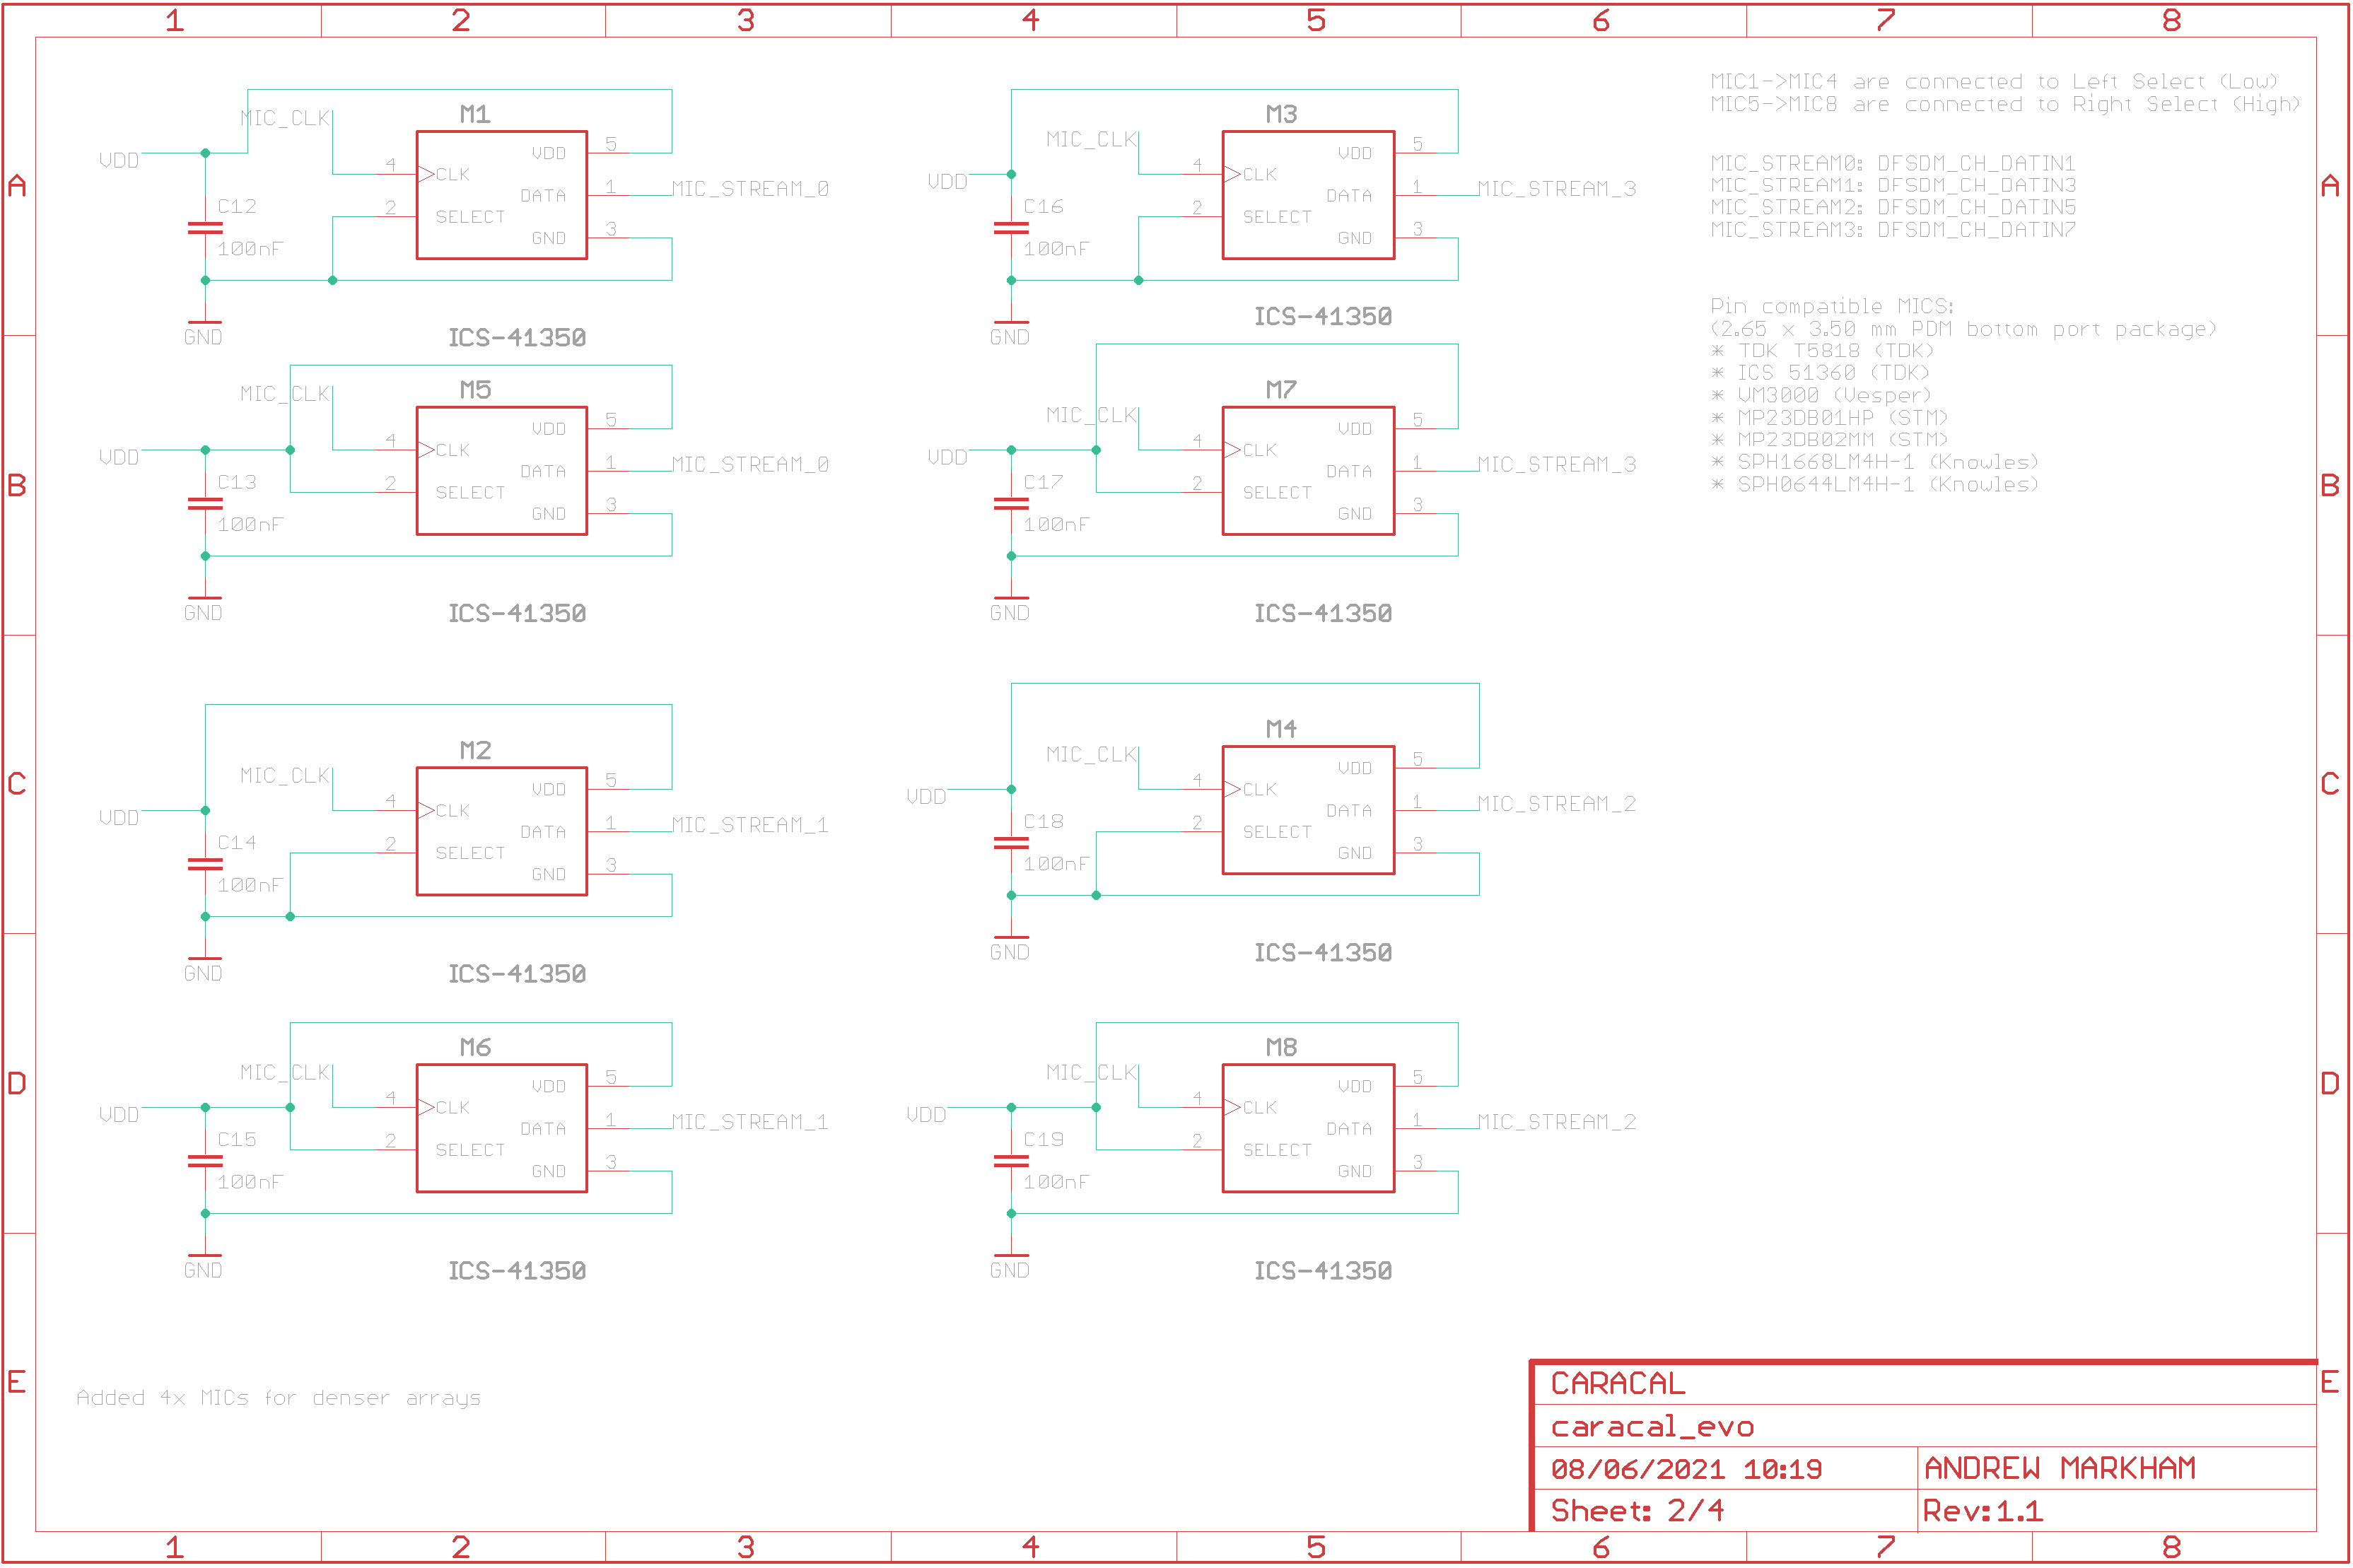 1 2 3 4 5 6 7 8
A A
B B
C C
D D
E E
M1
MIC_CLK
VDD
4 CLK
2 SELECT
VDD 5
DATA 1
GND 3
MIC_STREAM_0
C12
100nF
GND
ICS-41350
M3
MIC_CLK
VDD
4 CLK
2 SELECT
VDD 5
DATA 1
GND 3
MIC_STREAM_3
C16
100nF
GND
ICS-41350
MIC1->MIC4 are connected to Left Select (Low)
MIC5->MIC8 are connected to Right Select (High)
MIC_STREAM0: DFSDM_CH_DATIN1
MIC_STREAM1: DFSDM_CH_DATIN3
MIC_STREAM2: DFSDM_CH_DATIN5
MIC_STREAM3: DFSDM_CH_DATIN7
Pin compatible MICS:
(2.65 x 3.50 mm PDM bottom port package)
* TDK T5818 (TDK)
* ICS 51360 (TDK)
* VM3000 (Vesper)
* MP23DB01HP (STM)
* MP23DB02MM (STM)
* SPH1668LM4H-1 (Knowles)
* SPH0644LM4H-1 (Knowles)
M5
MIC_CLK
VDD
4 CLK
2 SELECT
VDD 5
DATA 1
GND 3
MIC_STREAM_0
C13
100nF
GND
ICS-41350
M7
MIC_CLK
VDD
4 CLK
2 SELECT
VDD 5
DATA 1
GND 3
MIC_STREAM_3
C17
100nF
GND
ICS-41350
M2
MIC_CLK
VDD
4 CLK
2 SELECT
VDD 5
DATA 1
GND 3
MIC_STREAM_1
C14
100nF
GND
ICS-41350
M4
MIC_CLK
VDD
4 CLK
2 SELECT
VDD 5
DATA 1
GND 3
MIC_STREAM_2
C18
100nF
GND
ICS-41350
M6
MIC_CLK
VDD
4 CLK
2 SELECT
VDD 5
DATA 1
GND 3
MIC_STREAM_1
C15
100nF
GND
ICS-41350
M8
MIC_CLK
VDD
4 CLK
2 SELECT
VDD 5
DATA 1
GND 3
MIC_STREAM_2
C19
100nF
GND
ICS-41350
Added 4x MICs for denser arrays
CARACAL
caracal_evo
08/06/2021 10:19 ANDREW MARKHAM
Sheet: 2/4 Rev:1.1
1 2 3 4 5 6 7 8